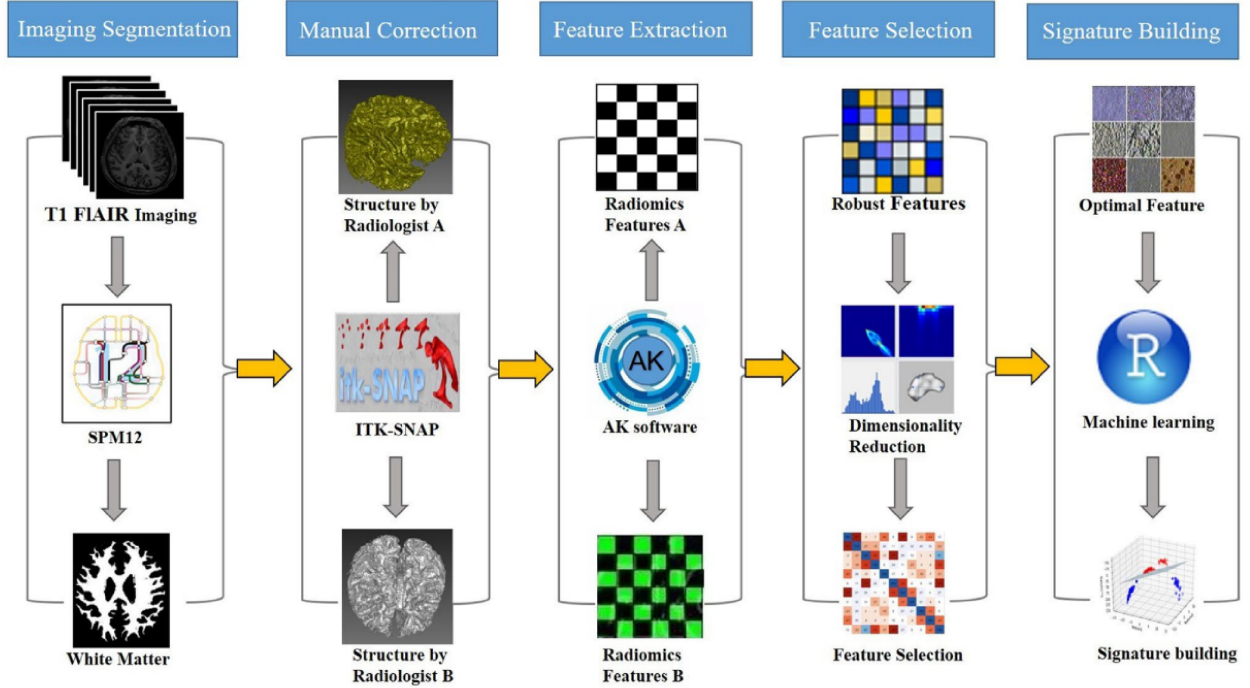 Imaging Segmentation
Manual Correction
Feature Extraction
Feature Selection
Signature Building
T1 FlAIR Imaging
SPM12
White Matter
Structure by
Radiologist A
itk-SNAP
ITK-SNAP
Structure by
Radiologist B
Radiomics
Features A
AK
AK software
Radiomics
Features B
Robust Features
Dimensionality
Reduction
Feature Selection
Optimal Feature
R
Machine learning
Signature building